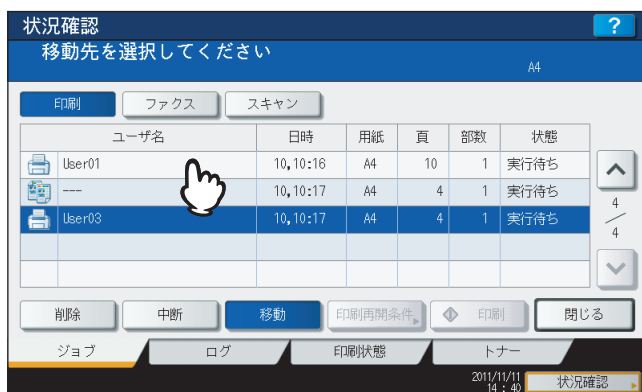 状況確認
?
移動先を選択してください
A4
印刷 ファクス スキャン
ユーザ名 日時 用紙 頁 部数 状態
User01 10,10:16 A4 10 1 実行待ち
--- 10,10:17 A4 4 1 実行待ち
User03 10,10:17 A4 4 1 実行待ち
4
4
削除 中断 移動 印刷再開条件 印刷 閉じる
ジョブ ログ 印刷状態 トナー
2011/11/11
14 : 40
状況確認